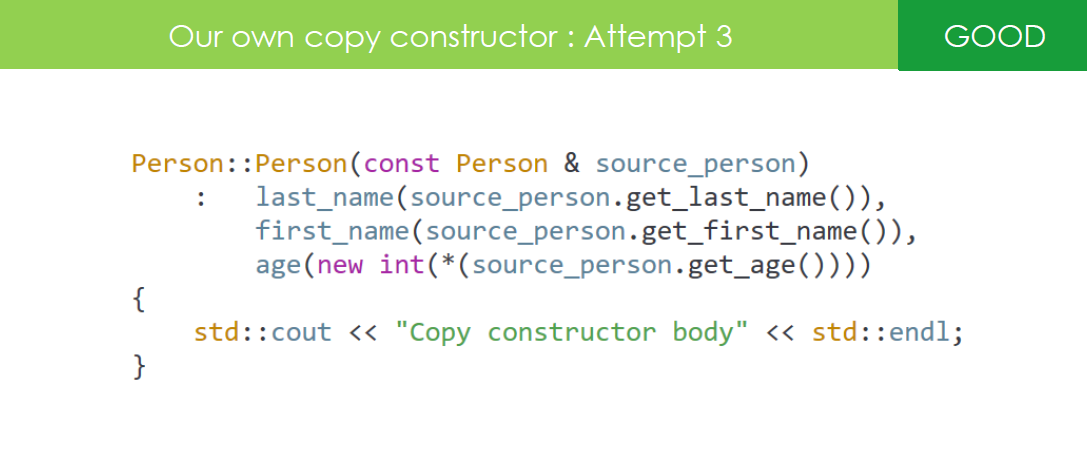 Our own copy constructor : Attempt 3
GOOD
Person::Person(const Person & source_person)
    :   last_name(source_person.get_last_name()),
        first_name(source_person.get_first_name()),
        age(new int(*(source_person.get_age())))
{
    std::cout << "Copy constructor body" << std::endl;
}